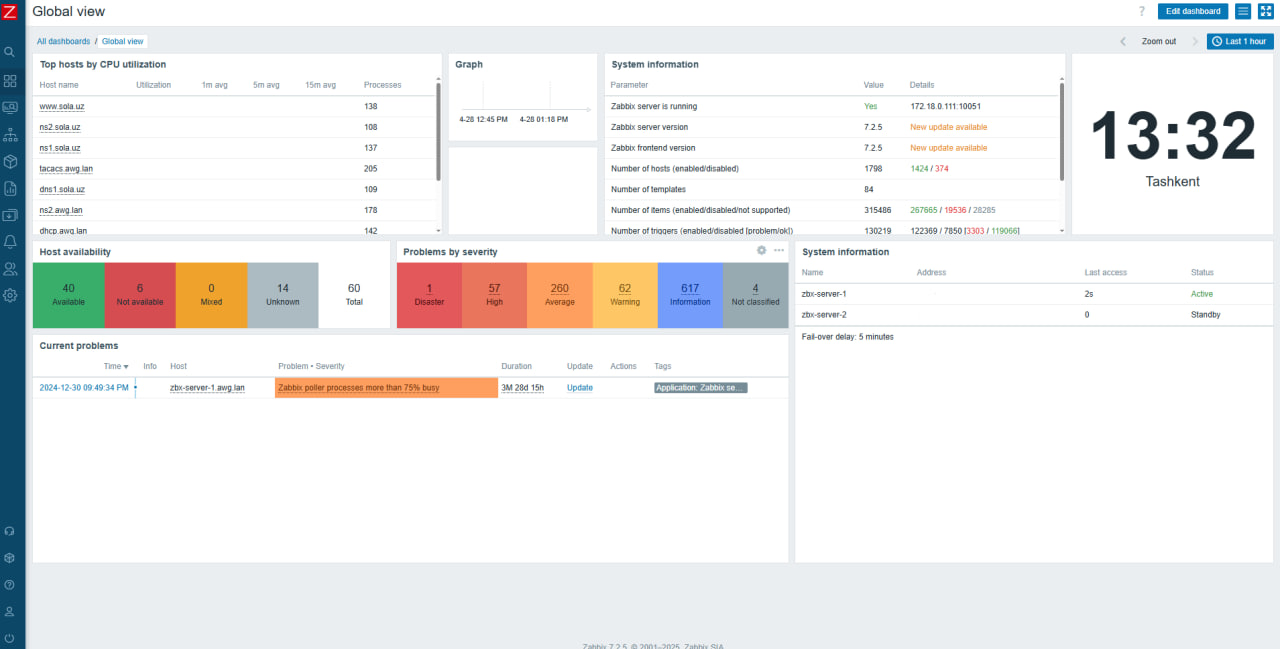 Z Global view
? Edit dashboard
All dashboards / Global view
Zoom out Last 1 hour
Top hosts by CPU utilization
Host name Utilization 1m avg 5m avg 15m avg Processes
www.sola.uz 138
ns2.sola.uz 108
ns1.sola.uz 137
tacacs.awg.lan 205
dns1.sola.uz 109
ns2.awg.lan 178
dhcp.awg.lan 142
Graph
4-28 12:45 PM 4-28 01:18 PM
System information
Parameter Value Details
Zabbix server is running Yes 172.18.0.111:10051
Zabbix server version 7.2.5 New update available
Zabbix frontend version 7.2.5 New update available
Number of hosts (enabled/disabled) 1798 1424 / 374
Number of templates 84
Number of items (enabled/disabled/not supported) 315486 267665 / 19536 / 28285
Number of triggers (enabled/disabled [problem/ok]) 130219 122369 / 7850 [3303 / 119066]
13:32
Tashkent
Host availability
40 6 0 14 60
Available Not available Mixed Unknown Total
Problems by severity
1 57 260 62 617 4
Disaster High Average Warning Information Not classified
System information
Name Address Last access Status
zbx-server-1 2s Active
zbx-server-2 0 Standby
Fail-over delay: 5 minutes
Current problems
Time Info Host Problem • Severity Duration Update Actions Tags
2024-12-30 09:49:34 PM zbx-server-1.awg.lan Zabbix poller processes more than 75% busy 3M 28d 15h Update Application: Zabbix se...
Zabbix 7.2.5. © 2001–2025, Zabbix SIA